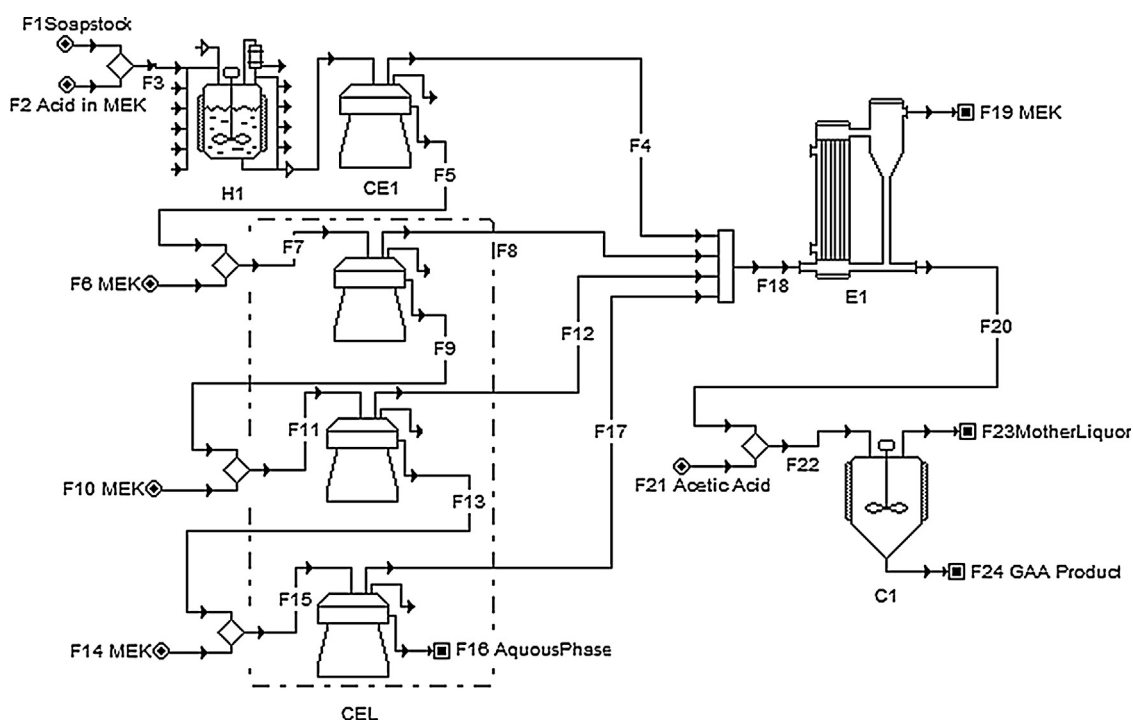 F1Soapstock
F2 Acid in MEK
F3
H1
CE1
F4
F5
F19 MEK
F6 MEK
F7
F8
F18
E1
F9
F12
F20
F10 MEK
F11
F17
F13
F21 Acetic Acid
F22
F23MotherLiquor
F14 MEK
F15
F16 AquousPhase
F24 GAA Product
C1
CEL